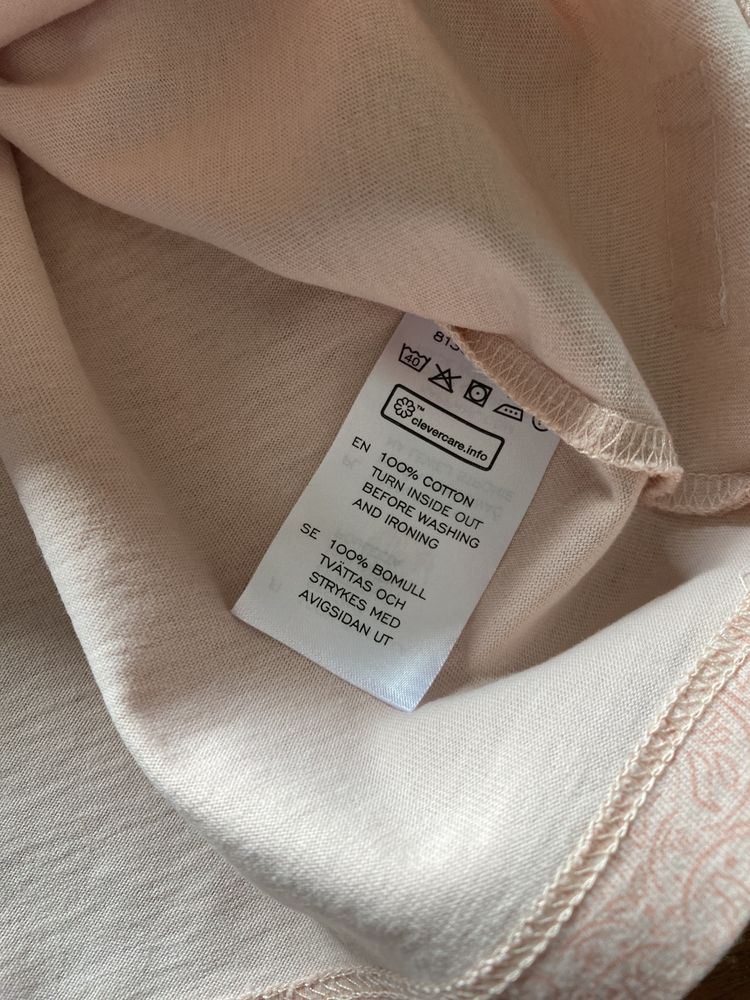 40
™
clevercare.info
EN 100% COTTON
TURN INSIDE OUT
BEFORE WASHING
AND IRONING
SE 100% BOMULL
TVÄTTAS OCH
STRYKES MED
AVIGSIDAN UT